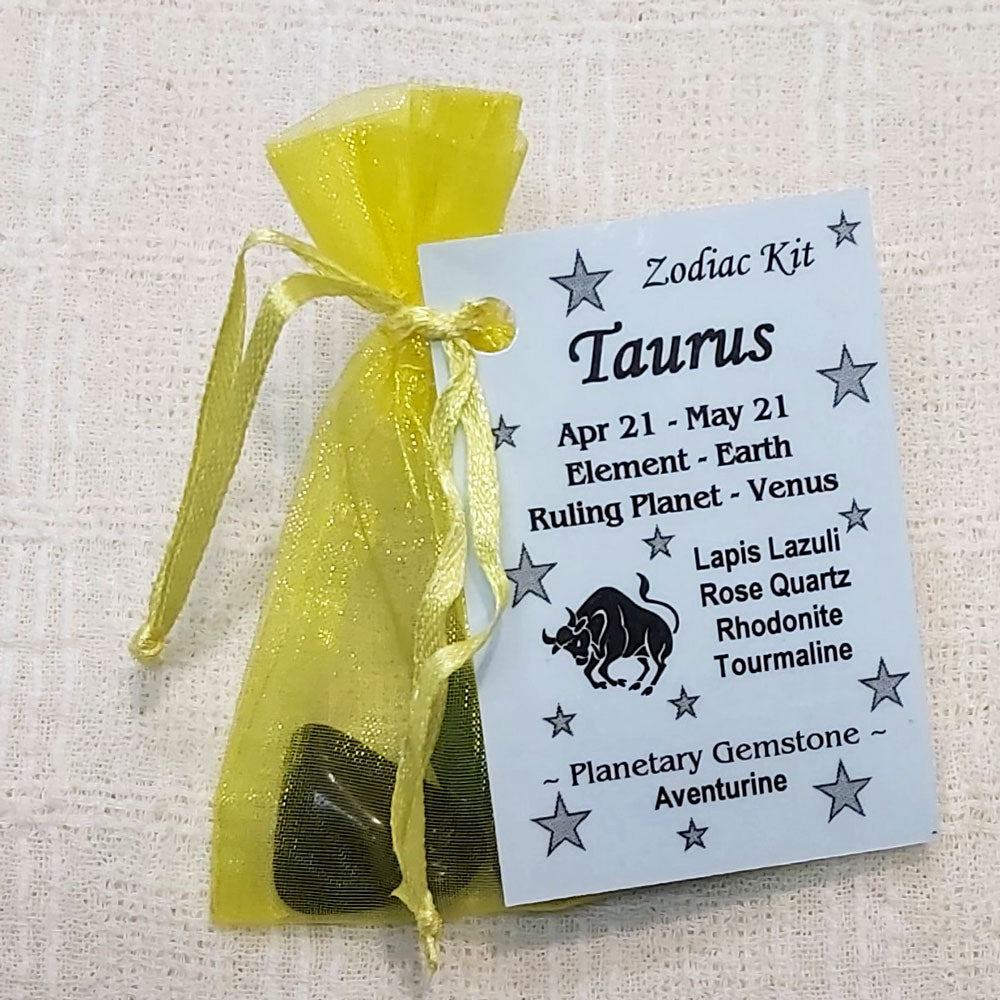 Zodiac Kit
Taurus
Apr 21 - May 21
Element - Earth
Ruling Planet - Venus
Lapis Lazuli
Rose Quartz
Rhodonite
Tourmaline
~ Planetary Gemstone ~
Aventurine